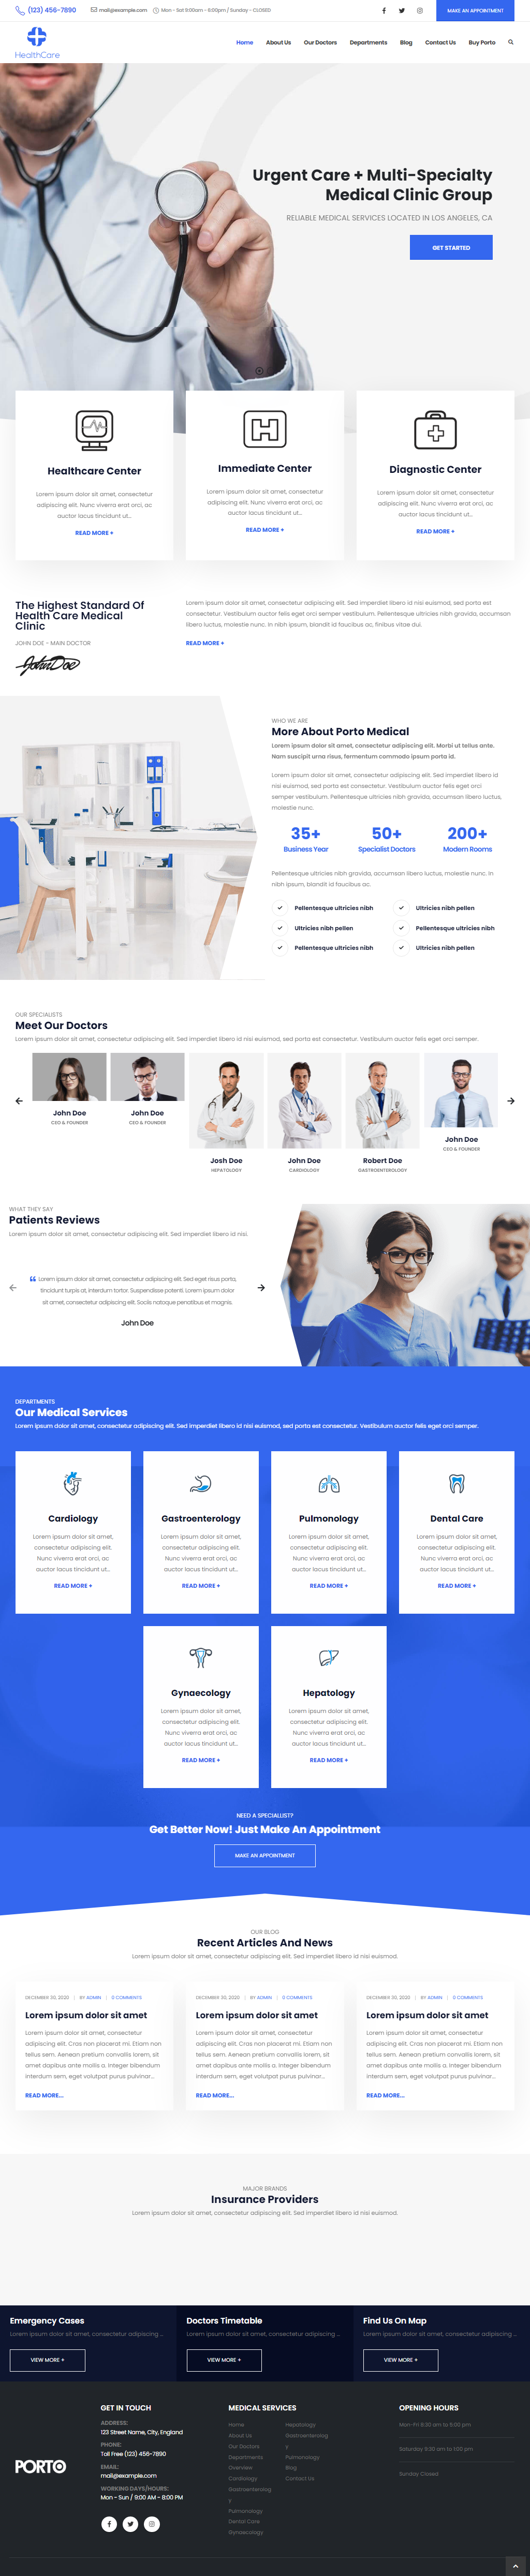 (123) 456-7890 mail@example.com Mon - Sat 9:00am - 6:00pm / Sunday - CLOSED MAKE AN APPOINTMENT
HealthCare
Home About Us Our Doctors Departments Blog Contact Us Buy Porto
Urgent Care + Multi-Specialty
Medical Clinic Group
RELIABLE MEDICAL SERVICES LOCATED IN LOS ANGELES, CA
GET STARTED
Healthcare Center
Lorem ipsum dolor sit amet, consectetur
adipiscing elit. Nunc viverra erat orci, ac
auctor lacus tincidunt ut...
READ MORE +
Immediate Center
Lorem ipsum dolor sit amet, consectetur
adipiscing elit. Nunc viverra erat orci, ac
auctor lacus tincidunt ut...
READ MORE +
Diagnostic Center
Lorem ipsum dolor sit amet, consectetur
adipiscing elit. Nunc viverra erat orci, ac
auctor lacus tincidunt ut...
READ MORE +
The Highest Standard Of
Health Care Medical
Clinic
JOHN DOE - MAIN DOCTOR
John Doe
Lorem ipsum dolor sit amet, consectetur adipiscing elit. Sed imperdiet libero id nisi euismod, sed porta est
consectetur. Vestibulum auctor felis eget orci semper vestibulum. Pellentesque ultricies nibh gravida, accumsan
libero luctus, molestie nunc. In nibh ipsum, blandit id faucibus ac, finibus vitae dui.
READ MORE +
WHO WE ARE
More About Porto Medical
Lorem ipsum dolor sit amet, consectetur adipiscing elit. Morbi ut tellus ante.
Nam suscipit urna risus, fermentum commodo ipsum porta id.
Lorem ipsum dolor sit amet, consectetur adipiscing elit. Sed imperdiet libero id
nisi euismod, sed porta est consectetur. Vestibulum auctor felis eget orci
semper vestibulum. Pellentesque ultricies nibh gravida, accumsan libero luctus,
molestie nunc.
35+ 50+ 200+
Business Year Specialist Doctors Modern Rooms
Pellentesque ultricies nibh gravida, accumsan libero luctus, molestie nunc. In
nibh ipsum, blandit id faucibus ac.
Pellentesque ultricies nibh Ultricies nibh pellen
Ultricies nibh pellen Pellentesque ultricies nibh
Pellentesque ultricies nibh Ultricies nibh pellen
OUR SPECIALISTS
Meet Our Doctors
Lorem ipsum dolor sit amet, consectetur adipiscing elit. Sed imperdiet libero id nisi euismod, sed porta est consectetur. Vestibulum auctor felis eget orci semper.
John Doe
CEO & FOUNDER
John Doe
CEO & FOUNDER
Josh Doe
HEPATOLOGY
John Doe
CARDIOLOGY
Robert Doe
GASTROENTEROLOGY
John Doe
CEO & FOUNDER
WHAT THEY SAY
Patients Reviews
Lorem ipsum dolor sit amet, consectetur adipiscing elit. Sed imperdiet libero id nisi.
Lorem ipsum dolor sit amet, consectetur adipiscing elit. Sed eget risus porta,
tincidunt turpis at, interdum tortor. Suspendisse potenti. Lorem ipsum dolor
sit amet, consectetur adipiscing elit. Sociis natoque penatibus et magnis.
John Doe
DEPARTMENTS
Our Medical Services
Lorem ipsum dolor sit amet, consectetur adipiscing elit. Sed imperdiet libero id nisi euismod, sed porta est consectetur. Vestibulum auctor felis eget orci semper.
Cardiology
Lorem ipsum dolor sit amet,
consectetur adipiscing elit.
Nunc viverra erat orci, ac
auctor lacus tincidunt ut...
READ MORE +
Gastroenterology
Lorem ipsum dolor sit amet,
consectetur adipiscing elit.
Nunc viverra erat orci, ac
auctor lacus tincidunt ut...
READ MORE +
Pulmonology
Lorem ipsum dolor sit amet,
consectetur adipiscing elit.
Nunc viverra erat orci, ac
auctor lacus tincidunt ut...
READ MORE +
Dental Care
Lorem ipsum dolor sit amet,
consectetur adipiscing elit.
Nunc viverra erat orci, ac
auctor lacus tincidunt ut...
READ MORE +
Gynaecology
Lorem ipsum dolor sit amet,
consectetur adipiscing elit.
Nunc viverra erat orci, ac
auctor lacus tincidunt ut...
READ MORE +
Hepatology
Lorem ipsum dolor sit amet,
consectetur adipiscing elit.
Nunc viverra erat orci, ac
auctor lacus tincidunt ut...
READ MORE +
NEED A SPECIALLIST?
Get Better Now! Just Make An Appointment
MAKE AN APPOINTMENT
OUR BLOG
Recent Articles And News
Lorem ipsum dolor sit amet, consectetur adipiscing elit. Sed imperdiet libero id nisi euismod.
DECEMBER 30, 2020 | BY ADMIN | 0 COMMENTS
Lorem ipsum dolor sit amet
Lorem ipsum dolor sit amet, consectetur
adipiscing elit. Cras non placerat mi. Etiam non
tellus sem. Aenean pretium convallis lorem, sit
amet dapibus ante mollis a. Integer bibendum
interdum sem, eget volutpat purus pulvinar...
READ MORE...
DECEMBER 30, 2020 | BY ADMIN | 0 COMMENTS
Lorem ipsum dolor sit amet
Lorem ipsum dolor sit amet, consectetur
adipiscing elit. Cras non placerat mi. Etiam non
tellus sem. Aenean pretium convallis lorem, sit
amet dapibus ante mollis a. Integer bibendum
interdum sem, eget volutpat purus pulvinar...
READ MORE...
DECEMBER 30, 2020 | BY ADMIN | 0 COMMENTS
Lorem ipsum dolor sit amet
Lorem ipsum dolor sit amet, consectetur
adipiscing elit. Cras non placerat mi. Etiam non
tellus sem. Aenean pretium convallis lorem, sit
amet dapibus ante mollis a. Integer bibendum
interdum sem, eget volutpat purus pulvinar...
READ MORE...
MAJOR BRANDS
Insurance Providers
Lorem ipsum dolor sit amet, consectetur adipiscing elit. Sed imperdiet libero id nisi euismod.
Emergency Cases
Lorem ipsum dolor sit amet, consectetur adipiscing ...
VIEW MORE +
Doctors Timetable
Lorem ipsum dolor sit amet, consectetur adipiscing ...
VIEW MORE +
Find Us On Map
Lorem ipsum dolor sit amet, consectetur adipiscing ...
VIEW MORE +
PORTO
GET IN TOUCH
ADDRESS:
123 Street Name, City, England
PHONE:
Toll Free (123) 456-7890
EMAIL:
mail@example.com
WORKING DAYS/HOURS:
Mon - Sun / 9:00 AM - 8:00 PM
MEDICAL SERVICES
Home
About Us
Our Doctors
Departments
Overview
Cardiology
Gastroenterolog
y
Pulmonology
Dental Care
Gynaecology
Hepatology
Gastroenterolog
y
Pulmonology
Blog
Contact Us
OPENING HOURS
Mon-Fri 8:30 am to 5:00 pm
Saturday 9:30 am to 1:00 pm
Sunday Closed